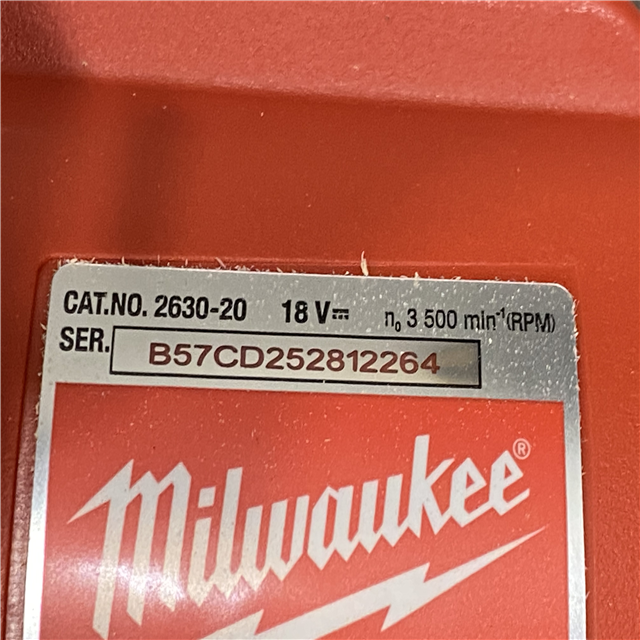 CAT.NO. 2630-20 18 V⎓ n₀ 3 500 min⁻¹(RPM)
SER. B57CD252812264
Milwaukee®